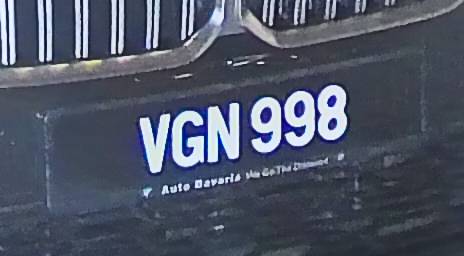 VGN 998
Auto Bavaria We Go The Distance